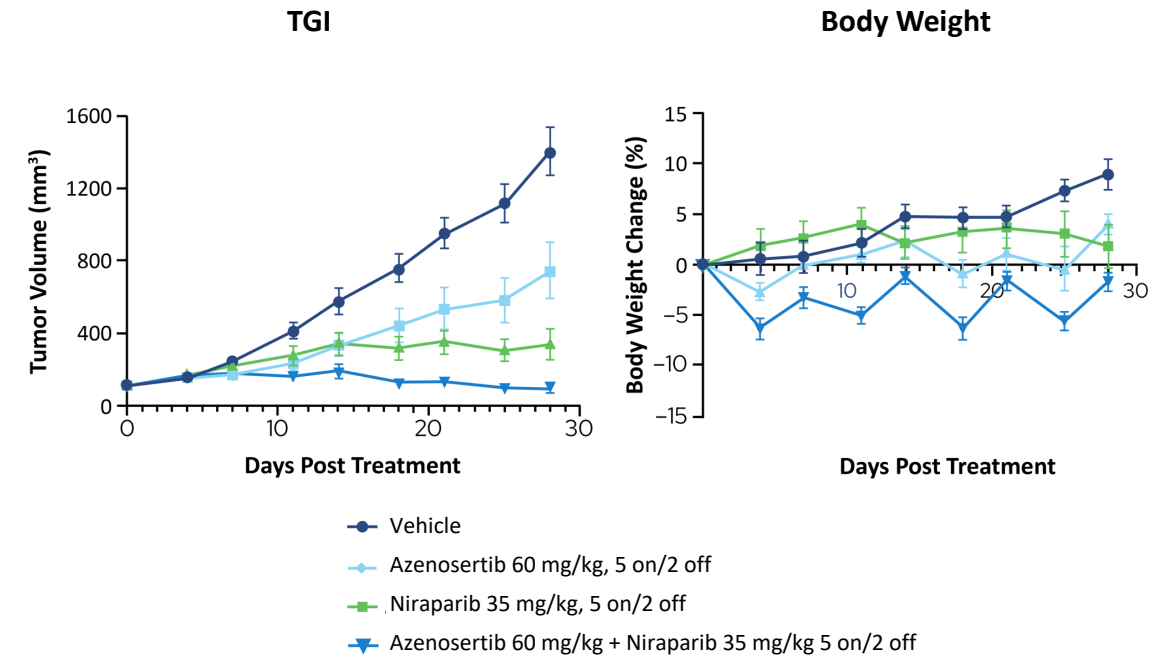 TGI
Body Weight
Tumor Volume (mm³)
1600
1200
800
400
0
0 10 20 30
Days Post Treatment
Body Weight Change (%)
15
10
5
0
−5
−10
−15
10 20 30
Days Post Treatment
Vehicle
Azenosertib 60 mg/kg, 5 on/2 off
Niraparib 35 mg/kg, 5 on/2 off
Azenosertib 60 mg/kg + Niraparib 35 mg/kg 5 on/2 off